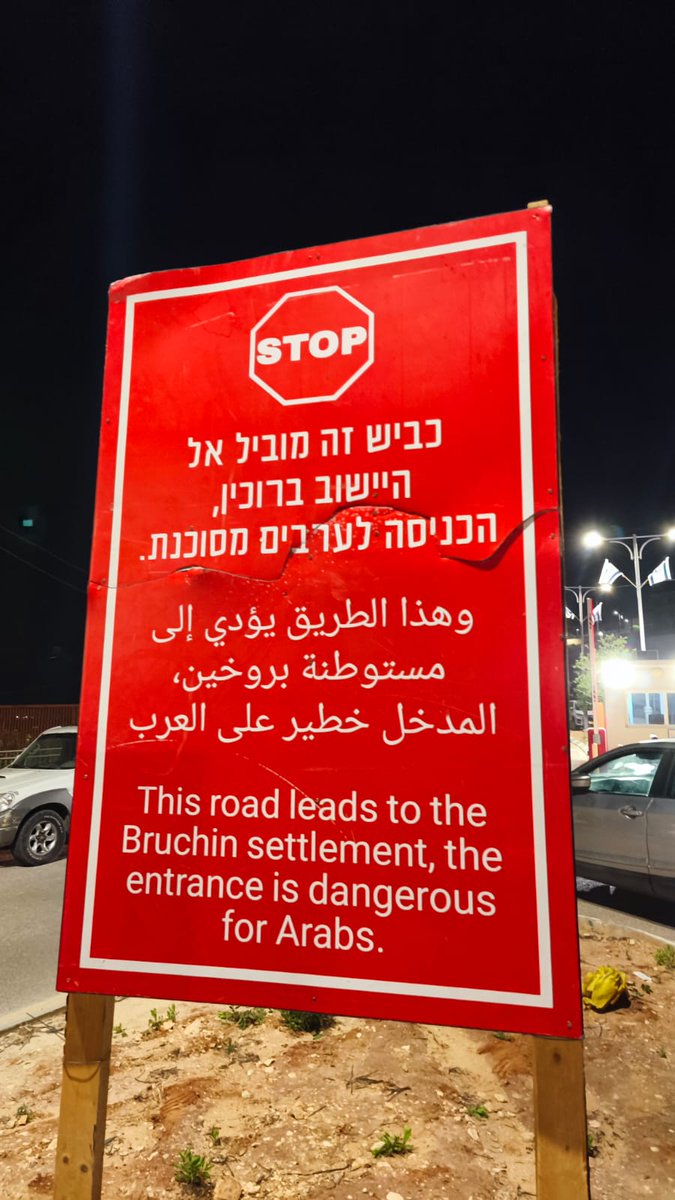 STOP
כביש זה מוביל אל
היישוב ברוכין,
הכניסה לערבים מסוכנת.
وهذا الطريق يؤدي إلى
مستوطنة بروخين،
المدخل خطير على العرب
This road leads to the
Bruchin settlement, the
entrance is dangerous
for Arabs.